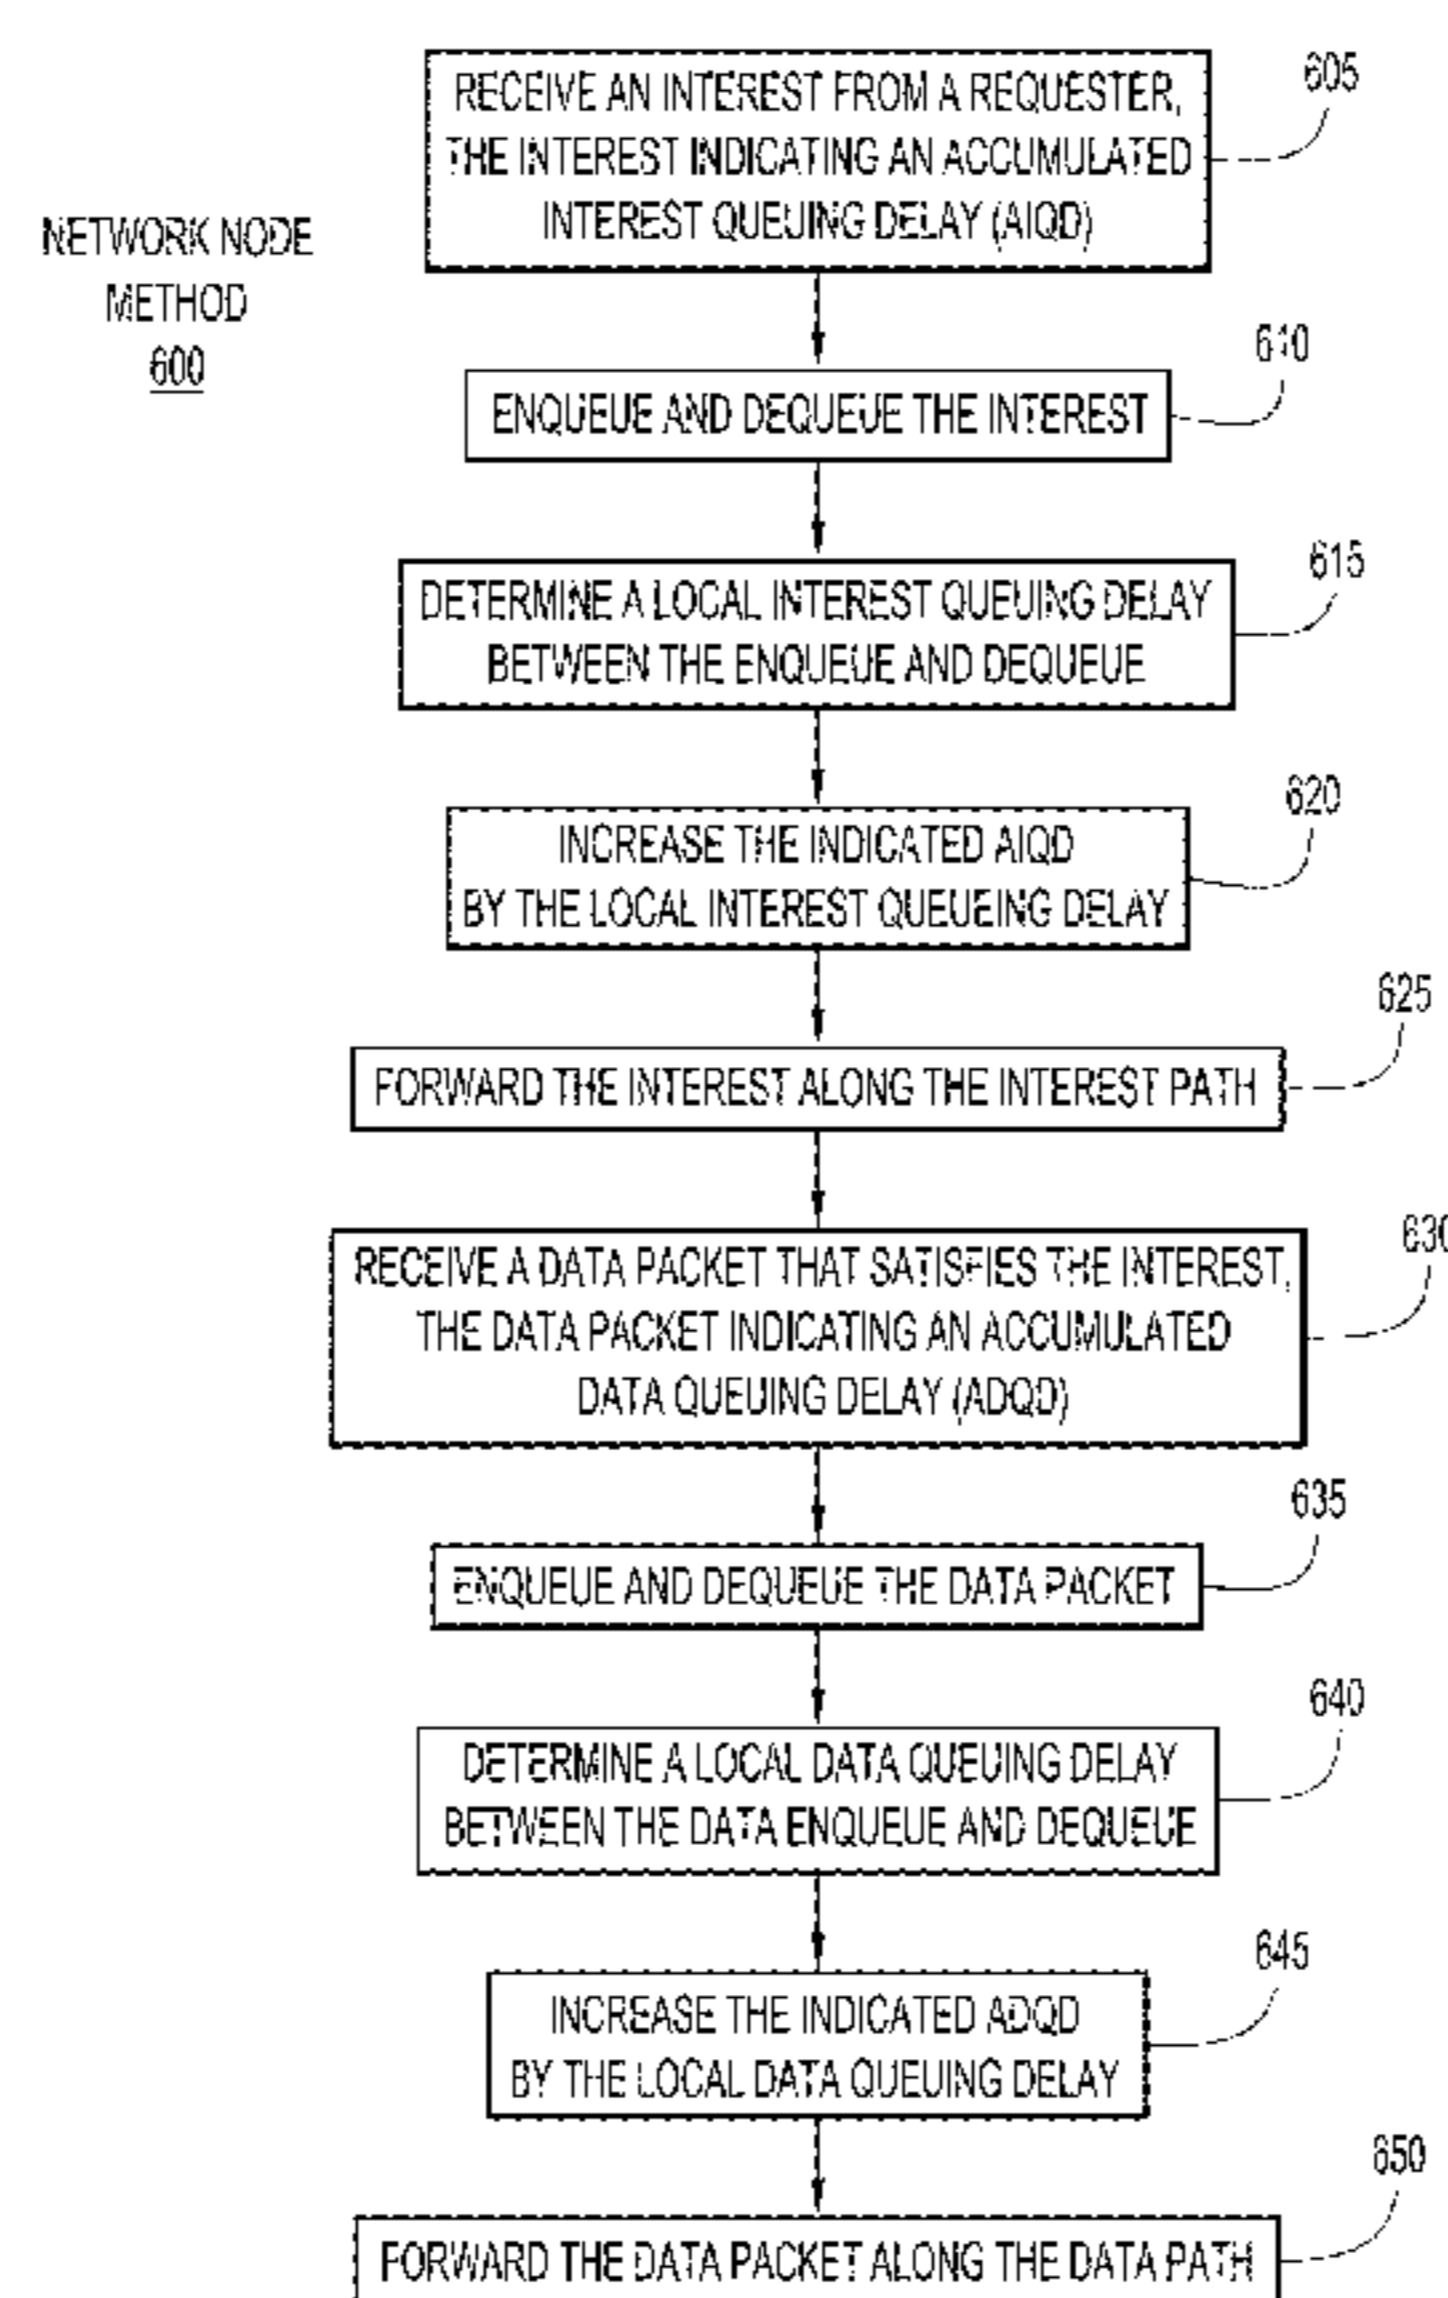 RECEIVE AN INTEREST FROM A REQUESTER,
THE INTEREST INDICATING AN ACCUMULATED
INTEREST QUEUING DELAY (AIQD)
605
NETWORK NODE
METHOD
600
ENQUEUE AND DEQUEUE THE INTEREST
610
DETERMINE A LOCAL INTEREST QUEUING DELAY
BETWEEN THE ENQUEUE AND DEQUEUE
615
INCREASE THE INDICATED AIQD
BY THE LOCAL INTEREST QUEUEING DELAY
620
FORWARD THE INTEREST ALONG THE INTEREST PATH
625
RECEIVE A DATA PACKET THAT SATISFIES THE INTEREST,
THE DATA PACKET INDICATING AN ACCUMULATED
DATA QUEUING DELAY (ADQD)
630
ENQUEUE AND DEQUEUE THE DATA PACKET
635
DETERMINE A LOCAL DATA QUEUING DELAY
BETWEEN THE DATA ENQUEUE AND DEQUEUE
640
INCREASE THE INDICATED ADQD
BY THE LOCAL DATA QUEUING DELAY
645
FORWARD THE DATA PACKET ALONG THE DATA PATH
650